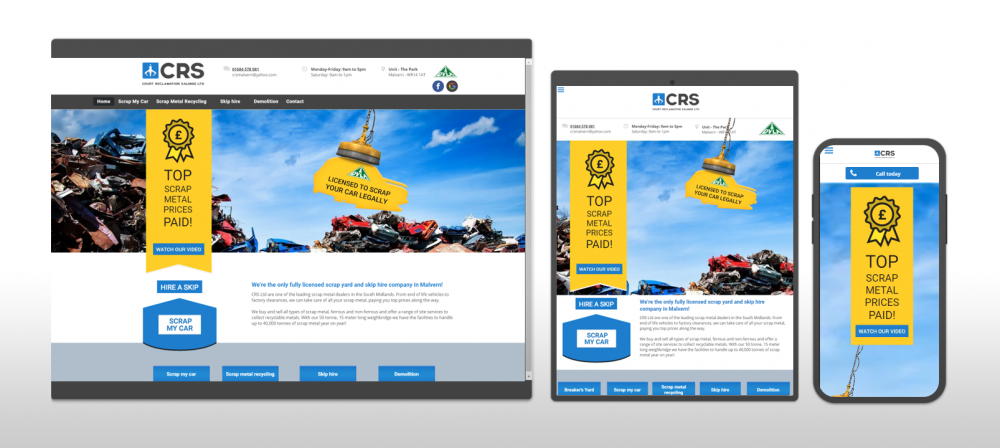 CRS
COURT RECLAMATION SALVAGE LTD
01684 578 081
crsmalvern@yahoo.com
Monday-Friday: 9am to 5pm
Saturday: 9am to 1pm
Unit - The Park
Malvern - WR14 1AT
Home Scrap My Car Scrap Metal Recycling Skip hire Demolition Contact
£
TOP
SCRAP
METAL
PRICES
PAID!
WATCH OUR VIDEO
LICENSED TO SCRAP
YOUR CAR LEGALLY
HIRE A SKIP
SCRAP
MY CAR
We're the only fully licensed scrap yard and skip hire company in Malvern!
CRS Ltd are one of the leading scrap metal dealers in the South Midlands. From end of life vehicles to
factory clearances, we can take care of all your scrap metal, paying you top prices along the way.
We buy and sell all types of scrap metal, ferrous and non-ferrous and offer a range of site services to
collect recyclable metals. With our 50 tonne, 15 meter long weighbridge we have the facilities to handle
up to 40,000 tonnes of scrap metal year on year!
Scrap my car
Scrap metal recycling
Skip hire
Demolition
CRS
01684 578 081
crsmalvern@yahoo.com
Monday-Friday: 9am to 5pm
Saturday: 9am to 1pm
Unit - The Park
£
TOP
SCRAP
METAL
PRICES
PAID!
WATCH OUR VIDEO
LICENSED TO SCRAP
YOUR CAR LEGALLY
HIRE A SKIP
SCRAP
MY CAR
We're the only fully licensed scrap yard and skip hire
company in Malvern!
CRS Ltd are one of the leading scrap metal dealers in the South Midlands. From
end of life vehicles to factory clearances, we can take care of all your scrap metal,
paying you top prices along the way.
We buy and sell all types of scrap metal, ferrous and non-ferrous and offer a
range of site services to collect recyclable metals. With our 50 tonne, 15 meter
long weighbridge we have the facilities to handle up to 40,000 tonnes of scrap
metal year on year!
Breaker's Yard
Scrap my car
Scrap metal
recycling
Skip hire
Demolition
CRS
Call today
£
TOP
SCRAP
METAL
PRICES
PAID!
WATCH OUR VIDEO